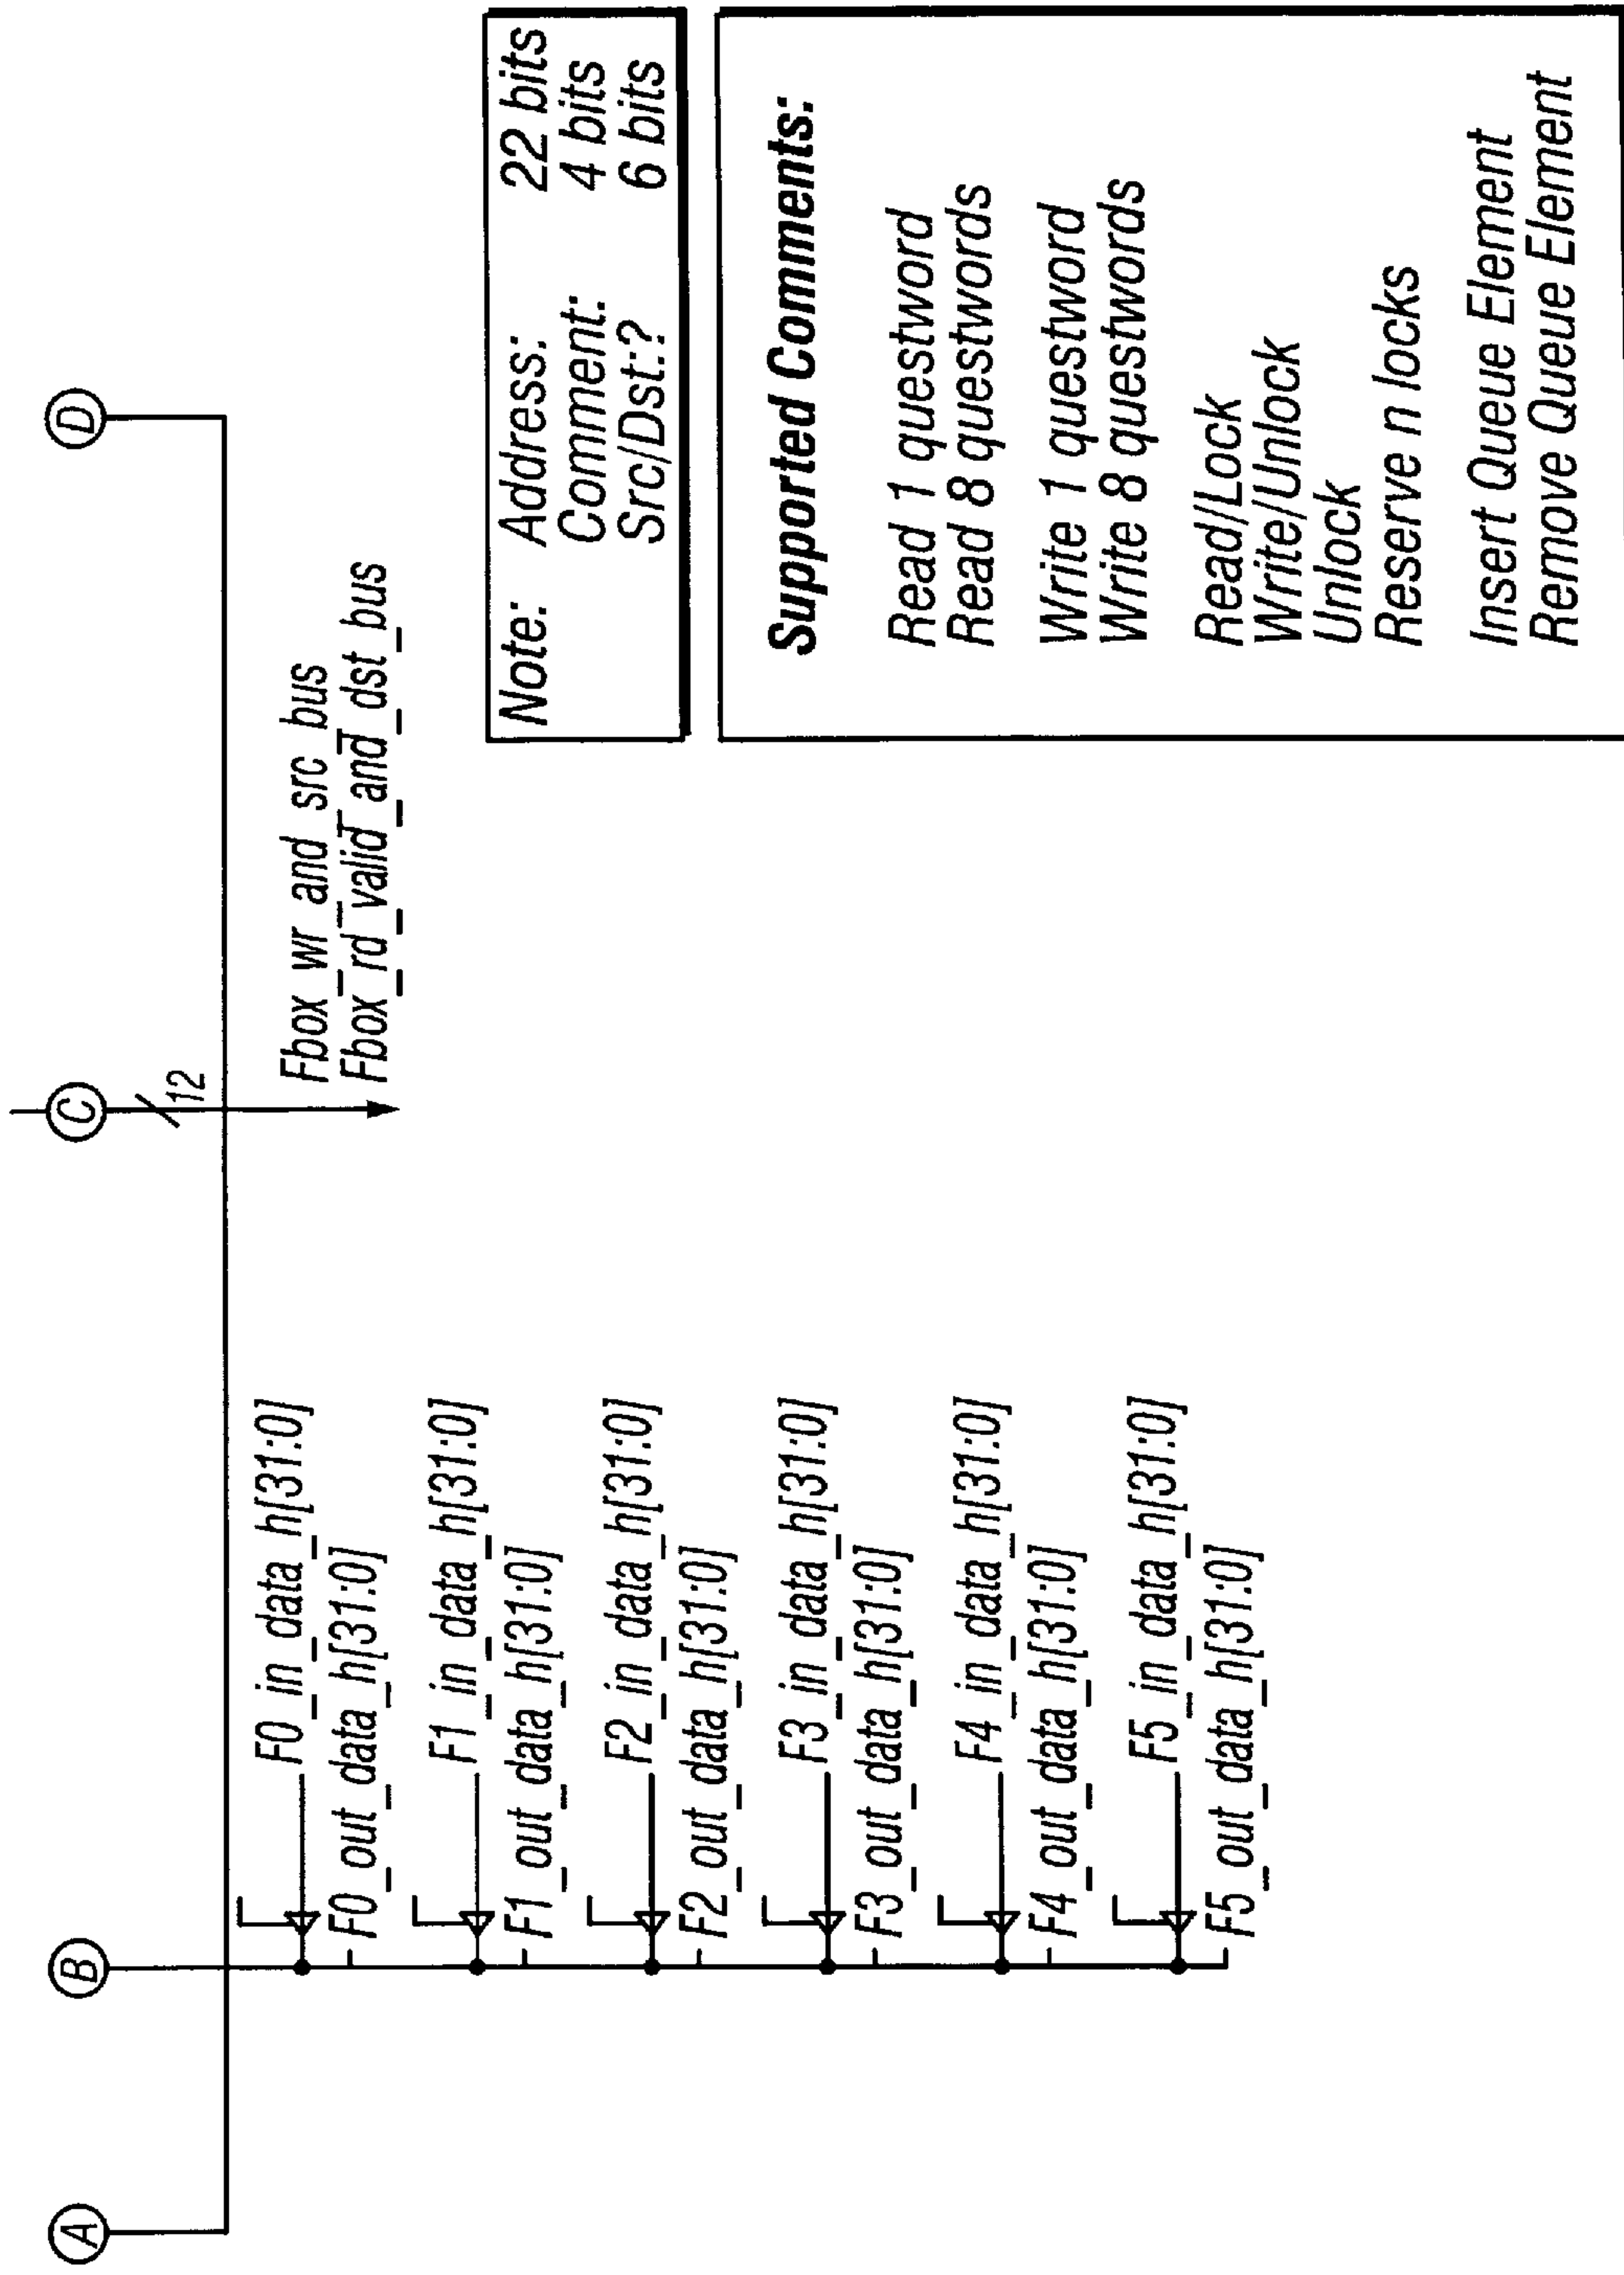 A
B
C
D
12
Fbox_wr_and_src_bus
Fbox_rd_valid_and_dst_bus
F0_in_data_h[31:0]
F0_out_data_h[31:0]
F1_in_data_h[31:0]
F1_out_data_h[31:0]
F2_in_data_h[31:0]
F2_out_data_h[31:0]
F3_in_data_h[31:0]
F3_out_data_h[31:0]
F4_in_data_h[31:0]
F4_out_data_h[31:0]
F5_in_data_h[31:0]
F5_out_data_h[31:0]
Note: Address: 22 bits
Comment: 4 bits
Src/Dst:? 6 bits
Supported Comments:
Read 1 questword
Read 8 questwords
Write 1 questword
Write 8 questwords
Read/Lock
Write/Unlock
Unlock
Reserve n locks
Insert Queue Element
Remove Queue Element